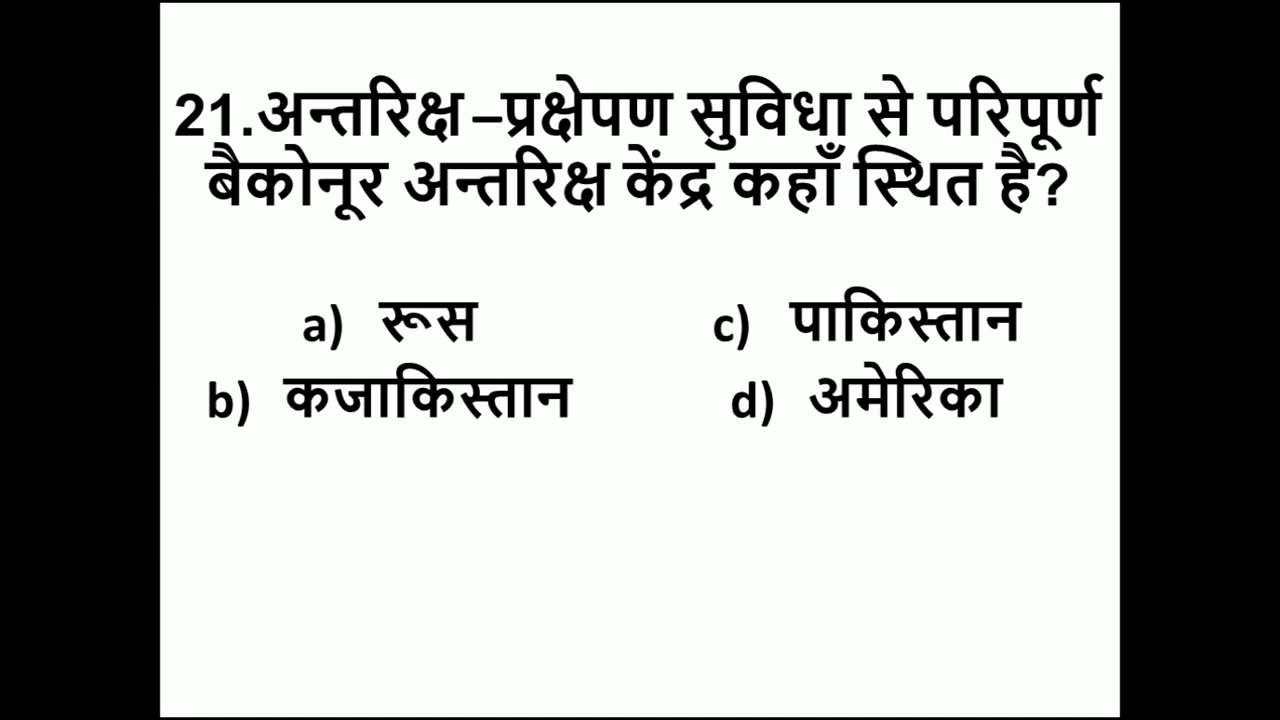 21.अन्तरिक्ष –प्रक्षेपण सुविधा से परिपूर्ण
बैकोनूर अन्तरिक्ष केंद्र कहाँ स्थित है?
a) रूस c) पाकिस्तान
b) कजाकिस्तान d) अमेरिका